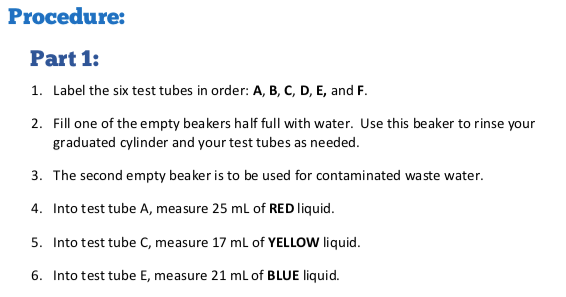 Procedure:
Part 1:
1. Label the six test tubes in order: A, B, C, D, E, and F.
2. Fill one of the empty beakers half full with water. Use this beaker to rinse your
graduated cylinder and your test tubes as needed.
3. The second empty beaker is to be used for contaminated waste water.
4. Into test tube A, measure 25 mL of RED liquid.
5. Into test tube C, measure 17 mL of YELLOW liquid.
6. Into test tube E, measure 21 mL of BLUE liquid.